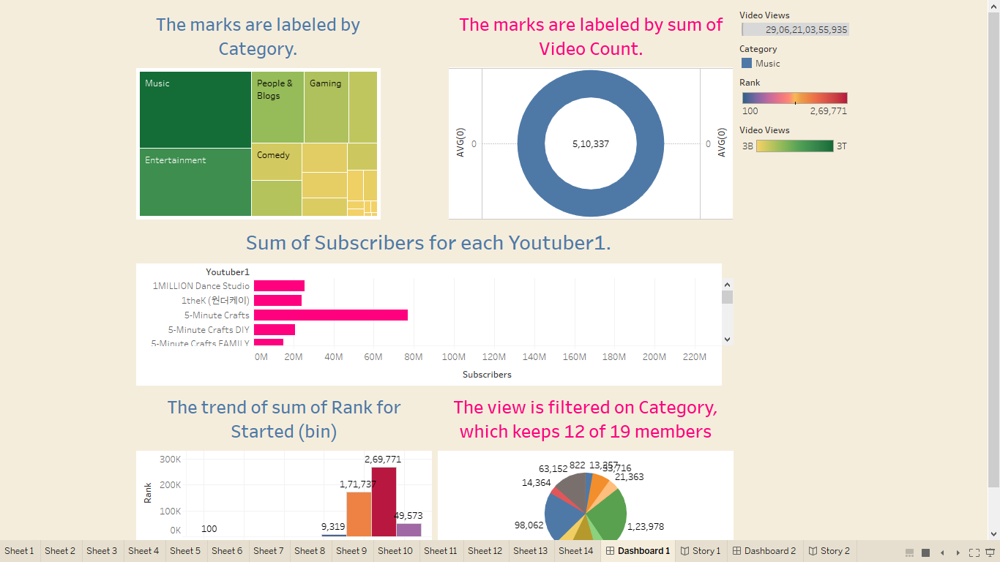 The marks are labeled by
Category.
Music
People &
Blogs
Gaming
Entertainment
Comedy
The marks are labeled by sum of
Video Count.
AVG(0)
0
5,10,337
0
AVG(0)
Video Views
29,06,21,03,55,935
Category
Music
Rank
100 2,69,771
Video Views
3B 3T
Sum of Subscribers for each Youtuber1.
Youtuber1
1MILLION Dance Studio
1theK (원더케이)
5-Minute Crafts
5-Minute Crafts DIY
5-Minute Crafts FAMILY
0M 20M 40M 60M 80M 100M 120M 140M 160M 180M 200M 220M
Subscribers
The trend of sum of Rank for
Started (bin)
Rank
300K
200K
100K
0K
100
9,319
1,71,737
2,69,771
49,573
The view is filtered on Category,
which keeps 12 of 19 members
63,152 822 13,257
53,716
14,364 21,363
98,062 1,23,978
Sheet 1 Sheet 2 Sheet 3 Sheet 4 Sheet 5 Sheet 6 Sheet 7 Sheet 8 Sheet 9 Sheet 10 Sheet 11 Sheet 12 Sheet 13 Sheet 14 Dashboard 1 Story 1 Dashboard 2 Story 2